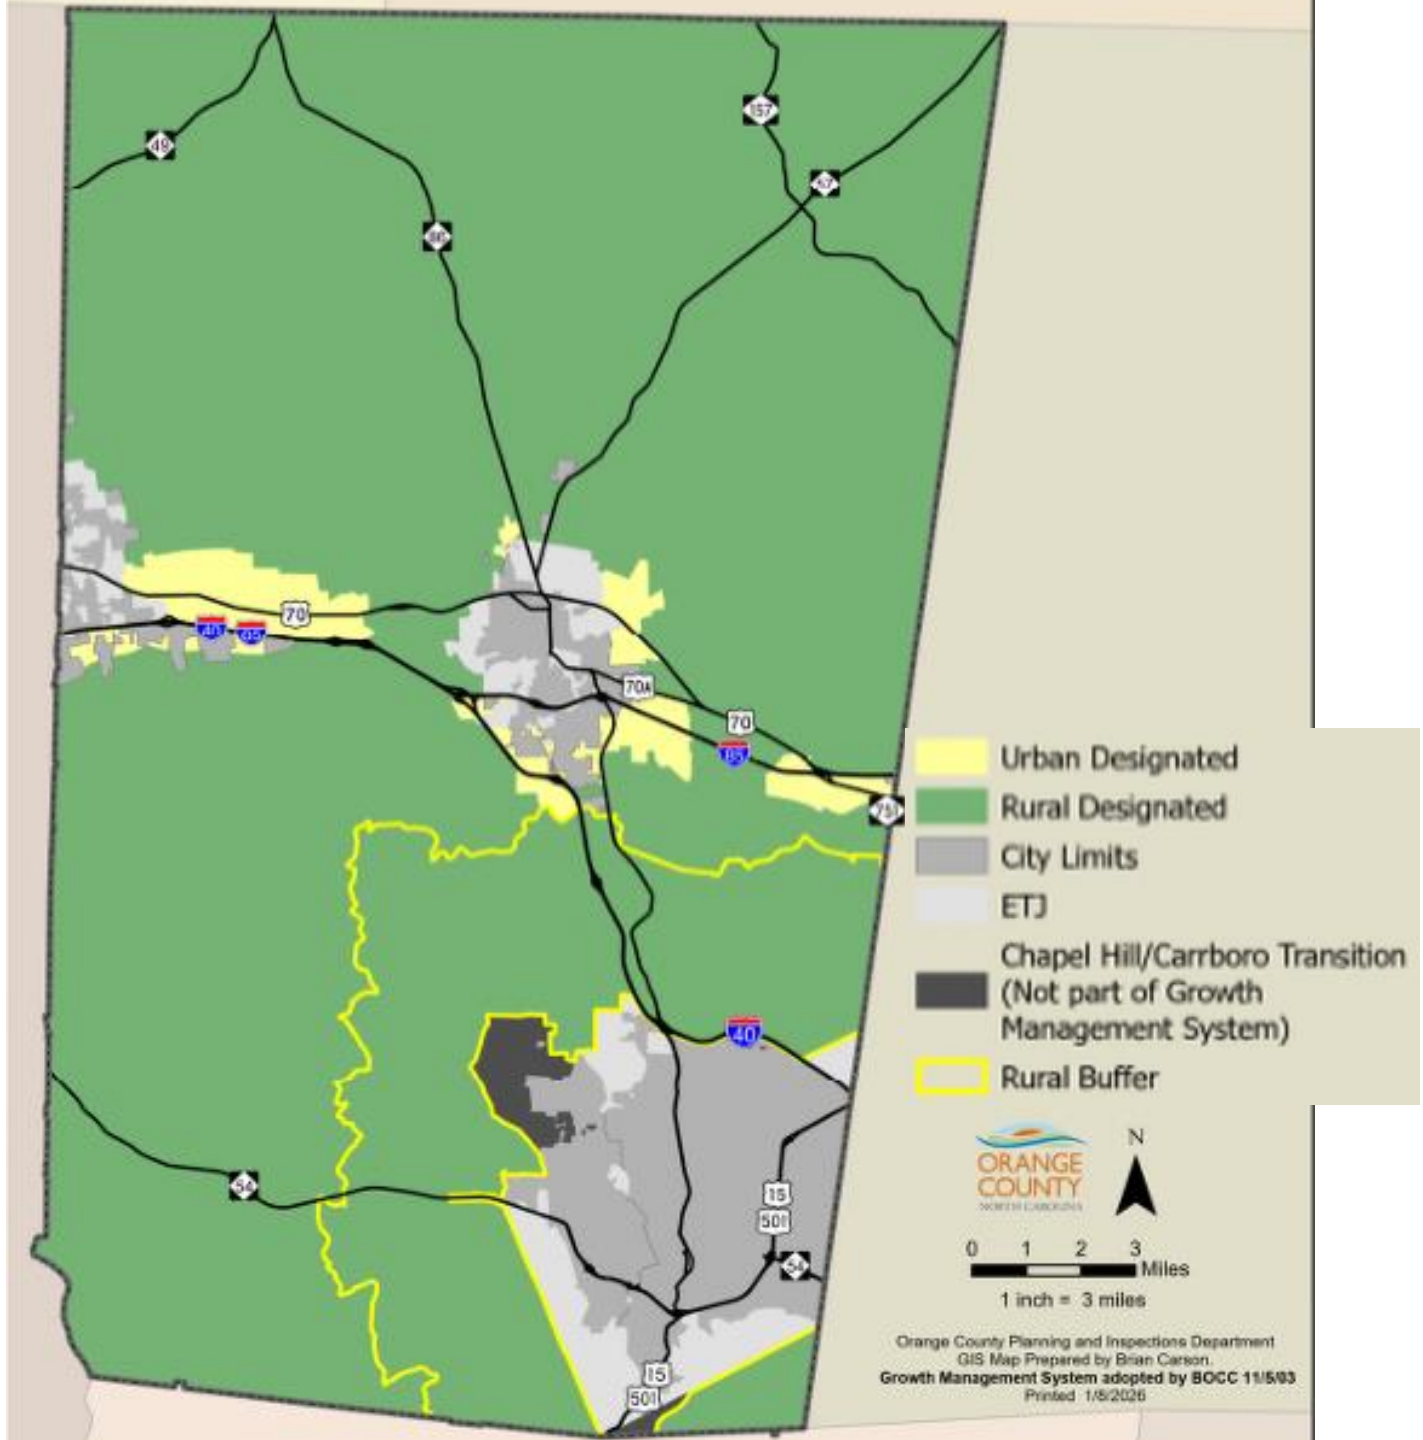 157
49
57
86
70
40
85
70A
70
85
751
Urban Designated
Rural Designated
City Limits
ETJ
Chapel Hill/Carrboro Transition
(Not part of Growth
Management System)
Rural Buffer
40
ORANGE
COUNTY
NORTH CAROLINA
N
54
15
501
54
0 1 2 3
Miles
1 inch = 3 miles
15
501
Orange County Planning and Inspections Department
GIS Map Prepared by Brian Carson.
Growth Management System adopted by BOCC 11/5/03
Printed 1/8/2026